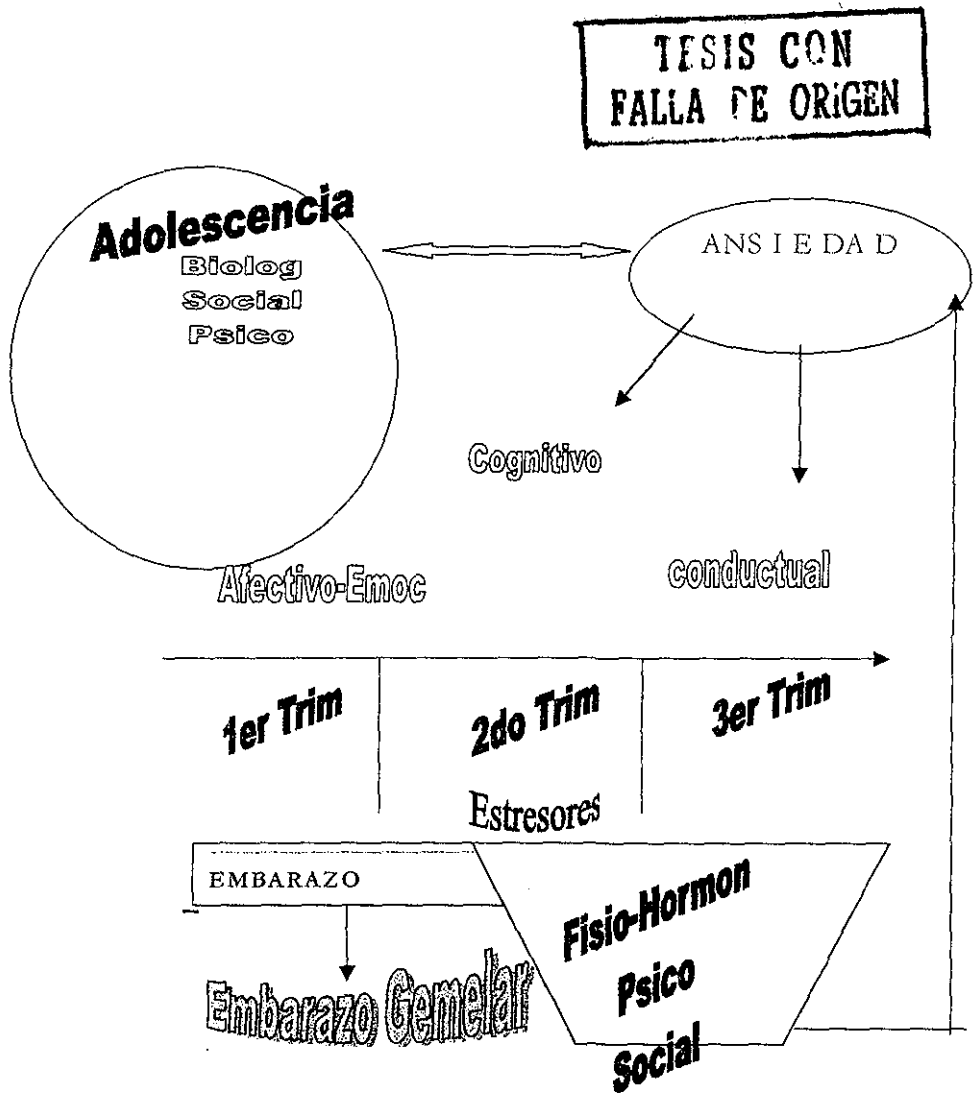 TESIS CON
FALLA DE ORIGEN
Adolescencia
Biolog
Social
Psico
ANSIEDAD
Cognitivo
Afectivo-Emoc
conductual
1er Trim
2do Trim
3er Trim
Estresores
EMBARAZO
Embarazo Gemelar
Fisio-Hormon
Psico
Social